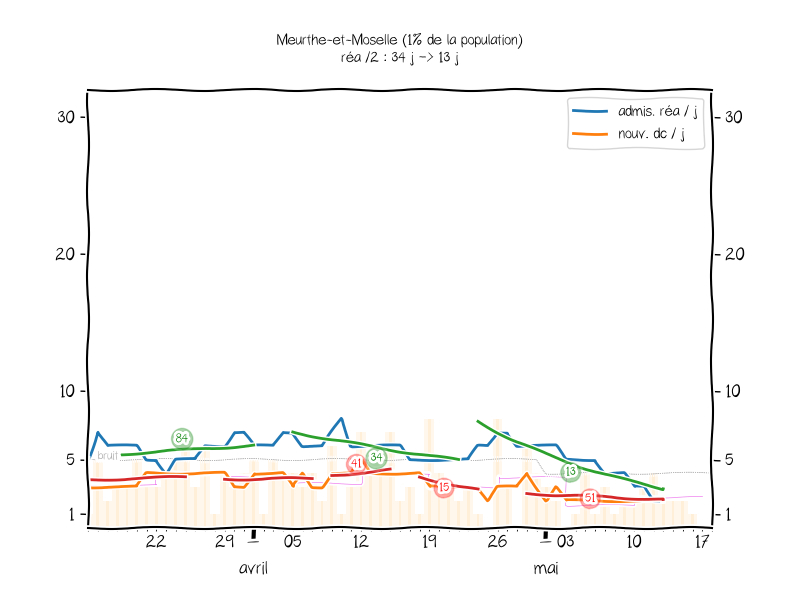 Meurthe-et-Moselle (1% de la population)
réa /2 : 34 j -> 13 j
admis. réa / j
nouv. dc / j
30
30
20
20
10
10
5
5
1
1
bruit
84
41
34
15
13
51
22 29 05 12 19 26 03 10 17
avril mai